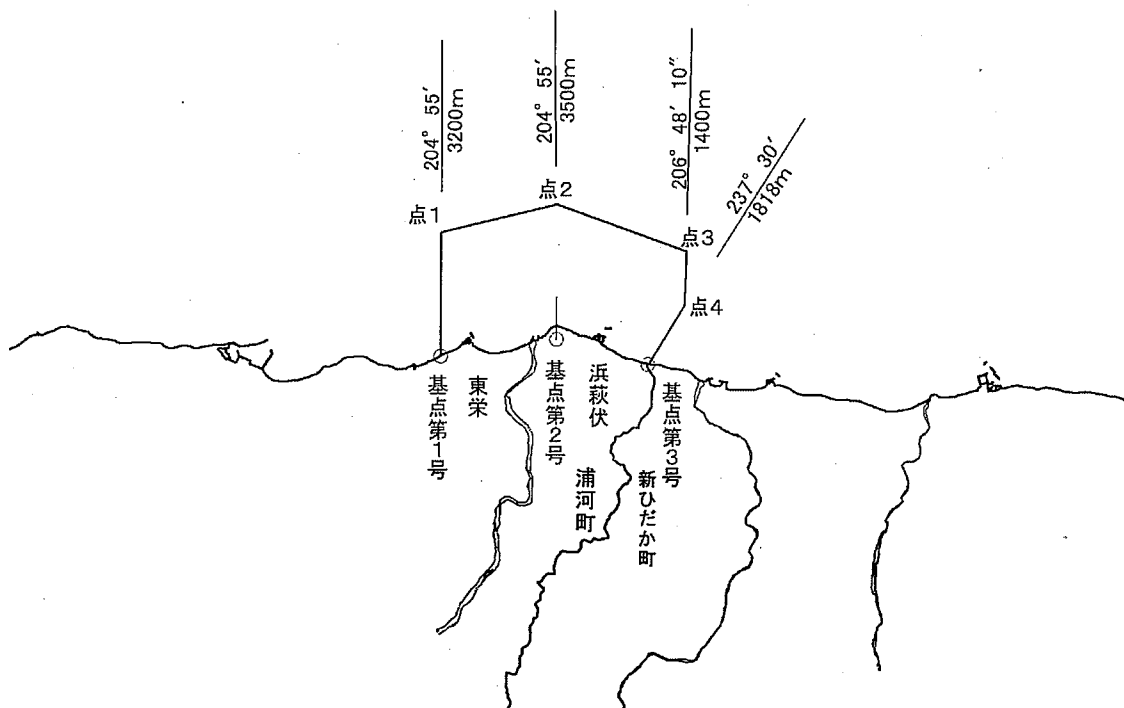 204° 55′
3200m
204° 55′
3500m
206° 48′ 10″
1400m
237° 30′
1818m
点1
点2
点3
点4
基点第1号
東栄
基点第2号
浜萩伏
基点第3号
浦河町
新ひだか町